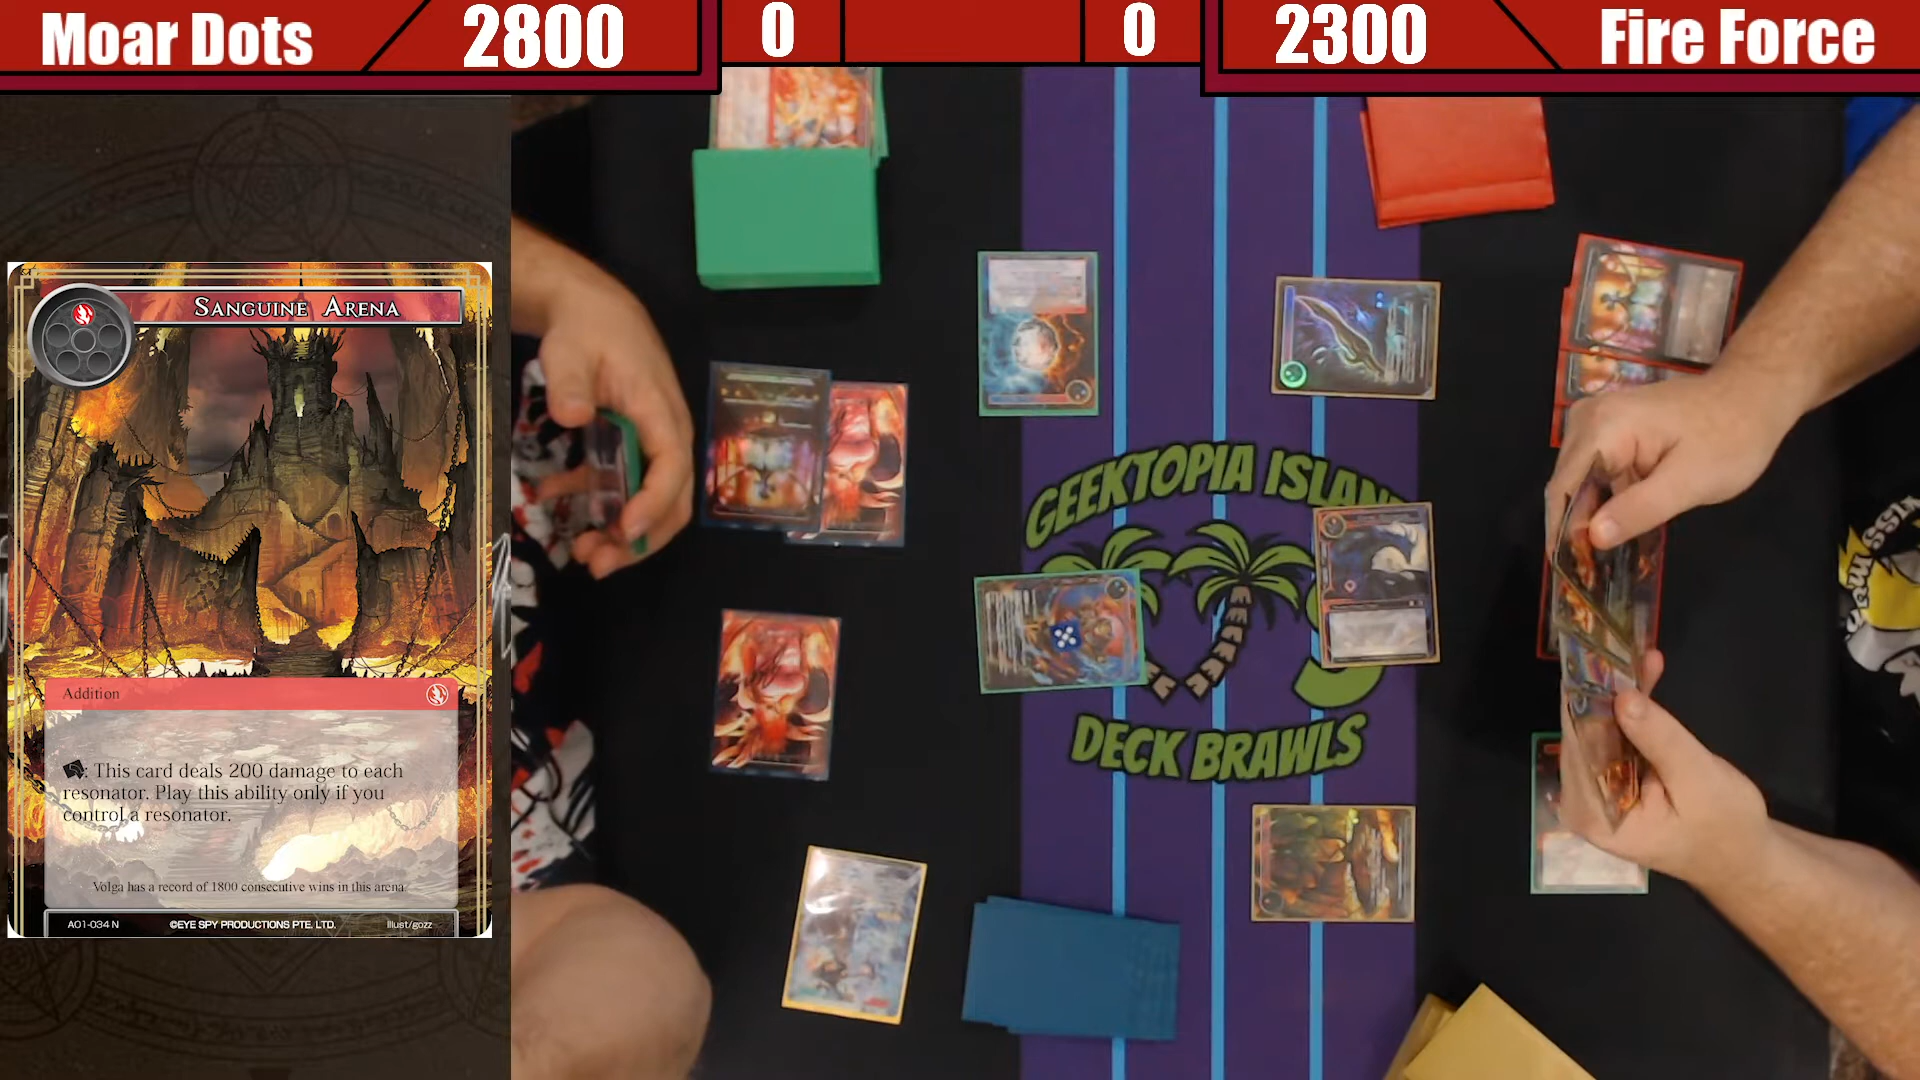 Moar Dots
2800
0
0
2300
Fire Force
Sanguine Arena
Addition
: This card deals 200 damage to each
resonator. Play this ability only if you
control a resonator.
Volga has a record of 1800 consecutive wins in this arena.
A01-034 N
©EYE SPY PRODUCTIONS PTE. LTD.
Illust/gozz
GEEKTOPIA ISLAN
DECK BRAWLS